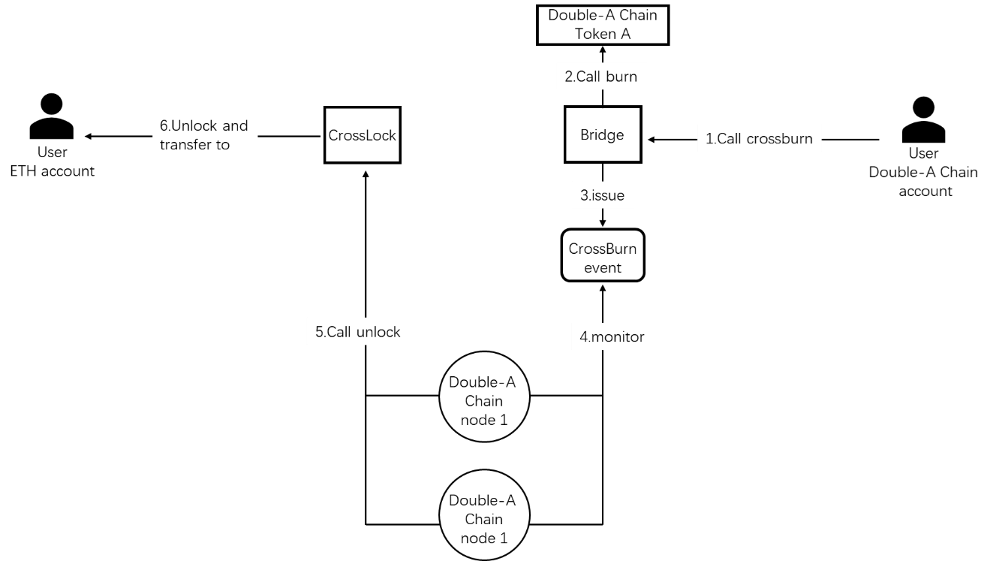 Double-A Chain
Token A
2.Call burn
6.Unlock and
transfer to
CrossLock
Bridge
1.Call crossburn
User
ETH account
User
Double-A Chain
account
3.issue
CrossBurn
event
5.Call unlock
4.monitor
Double-A
Chain
node 1
Double-A
Chain
node 1